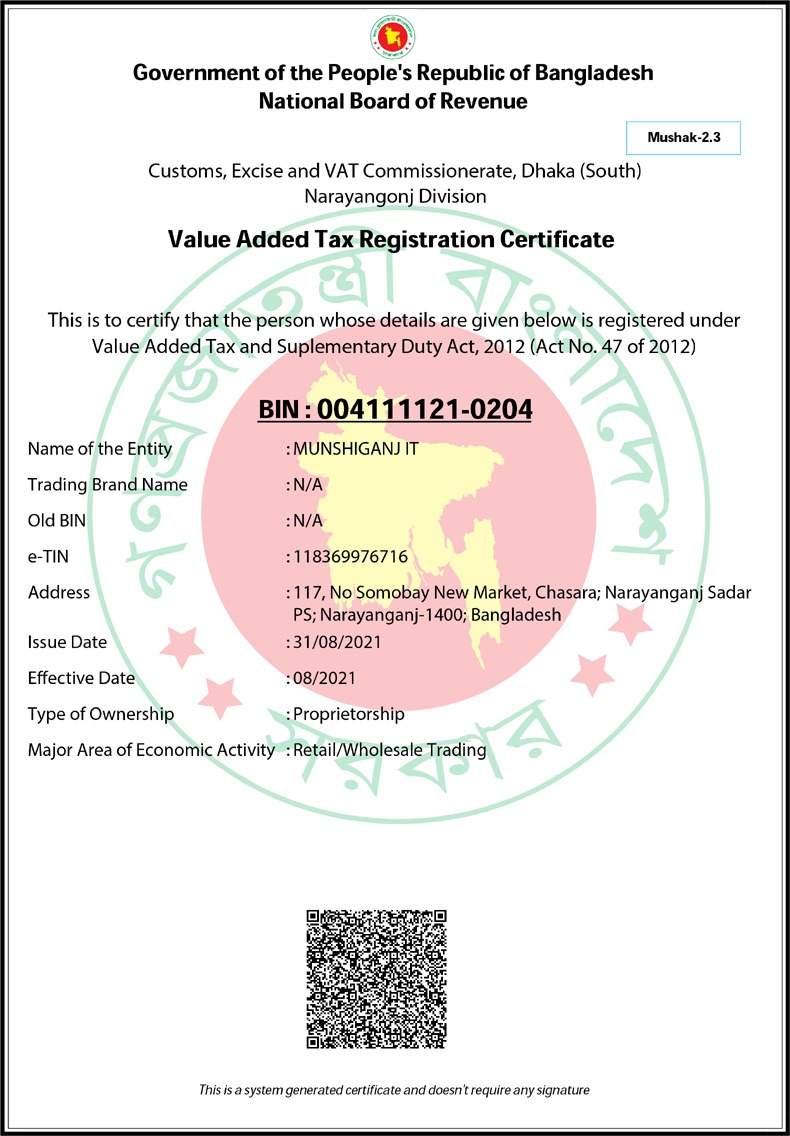 Government of the People's Republic of Bangladesh
National Board of Revenue
Mushak-2.3
Customs, Excise and VAT Commissionerate, Dhaka (South)
Narayangonj Division
Value Added Tax Registration Certificate
This is to certify that the person whose details are given below is registered under
Value Added Tax and Suplementary Duty Act, 2012 (Act No. 47 of 2012)
BIN : 004111121-0204
Name of the Entity : MUNSHIGANJ IT
Trading Brand Name : N/A
Old BIN : N/A
e-TIN : 118369976716
Address : 117, No Somobay New Market, Chasara; Narayanganj Sadar
PS; Narayanganj-1400; Bangladesh
Issue Date : 31/08/2021
Effective Date : 08/2021
Type of Ownership : Proprietorship
Major Area of Economic Activity : Retail/Wholesale Trading
গণপ্রজাতন্ত্রী বাংলাদেশ
সরকার
This is a system generated certificate and doesn't require any signature